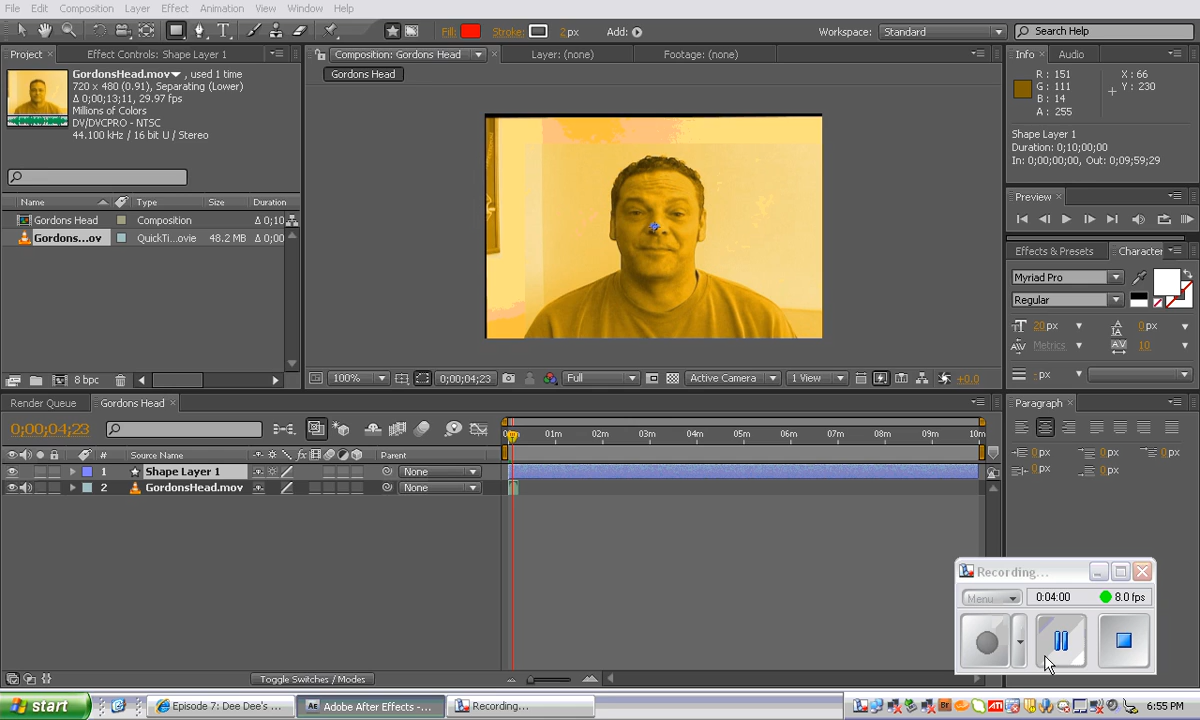 File Edit Composition Layer Effect Animation View Window Help
Fill: Stroke: 2 px Add: Workspace: Standard Search Help
Project × Effect Controls: Shape Layer 1
Composition: Gordons Head × Layer: (none) Footage: (none)
Info × Audio
GordonsHead.mov▼ , used 1 time
720 x 480 (0.91), Separating (Lower)
Δ 0;00;13;11, 29.97 fps
Millions of Colors
DV/DVCPRO - NTSC
44.100 kHz / 16 bit U / Stereo
Gordons Head
R : 151
G : 111
B : 14
A : 255
X : 66
Y : 230
Shape Layer 1
Duration: 0;10;00;00
In: 0;00;00;00, Out: 0;09;59;29
Name Type Size Duration
Gordons Head Composition Δ 0;10
Gordons...ov QuickTi...ovie 48.2 MB Δ 0;00
Preview ×
Effects & Presets Character
Myriad Pro
Regular
20 px 0 px
Metrics 10
- px
8 bpc
100% 0;00;04;23 Full Active Camera 1 View +0.0
Render Queue Gordons Head ×
Paragraph ×
0;00;04;23
00m 01m 02m 03m 04m 05m 06m 07m 08m 09m 10m
# Source Name Parent
1 Shape Layer 1 None
2 GordonsHead.mov None
0 px 0 px 0 px
0 px 0 px
Recording...
Menu 0:04:00 8.0 fps
Toggle Switches / Modes
start Episode 7: Dee Dee's ... Adobe After Effects -... Recording... 6:55 PM